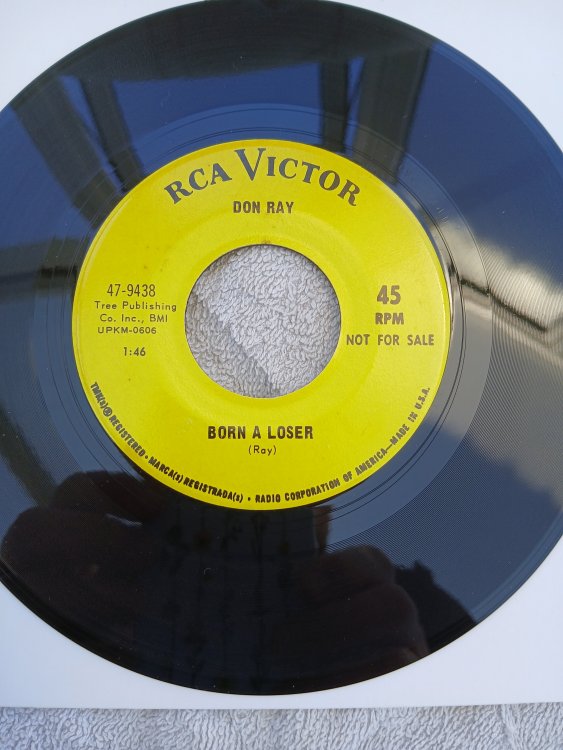 RCA VICTOR
DON RAY
47-9438
Tree Publishing
Co. Inc., BMI
UPKM-0606
1:46
45
RPM
NOT FOR SALE
BORN A LOSER
(Ray)
TMK(s) ® REGISTERED • MARCA(s) REGISTRADA(s) • RADIO CORPORATION OF AMERICA—MADE IN U.S.A.